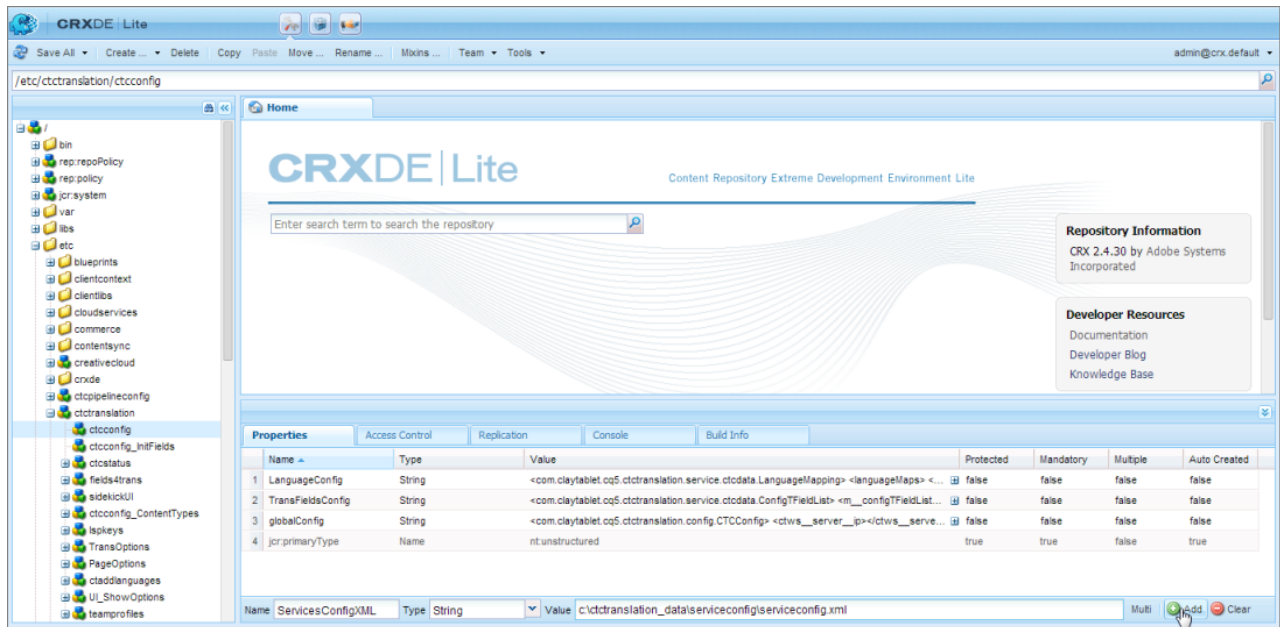 CRXDE | Lite
Save All Create ... Delete Copy Paste Move ... Rename ... Mixins ... Team Tools admin@crx.default
/etc/ctctranslation/ctcconfig
Home
/
bin
rep:repoPolicy
rep:policy
jcr:system
var
libs
etc
blueprints
clientcontext
clientlibs
cloudservices
commerce
contentsync
creativecloud
crxde
ctcpipelineconfig
ctctranslation
ctcconfig
ctcconfig_InitFields
ctcstatus
fields4trans
sidekickUI
ctcconfig_ContentTypes
lspkeys
TransOptions
PageOptions
ctaddlanguages
UI_ShowOptions
teamprofiles
CRXDE | Lite
Content Repository Extreme Development Environment Lite
Enter search term to search the repository
Repository Information
CRX 2.4.30 by Adobe Systems
Incorporated
Developer Resources
Documentation
Developer Blog
Knowledge Base
Properties Access Control Replication Console Build Info
Name Type Value Protected Mandatory Multiple Auto Created
1 LanguageConfig String <com.claytablet.cq5.ctctranslation.service.ctcdata.LanguageMapping> <languageMaps> <... false false false false
2 TransFieldsConfig String <com.claytablet.cq5.ctctranslation.service.ctcdata.ConfigTFieldList> <m__configTFieldList... false false false false
3 globalConfig String <com.claytablet.cq5.ctctranslation.config.CTCConfig> <ctws__server__ip></ctws__serve... false false false false
4 jcr:primaryType Name nt:unstructured true true false true
Name ServicesConfigXML Type String Value c:\ctctranslation_data\serviceconfig\serviceconfig.xml Multi Add Clear